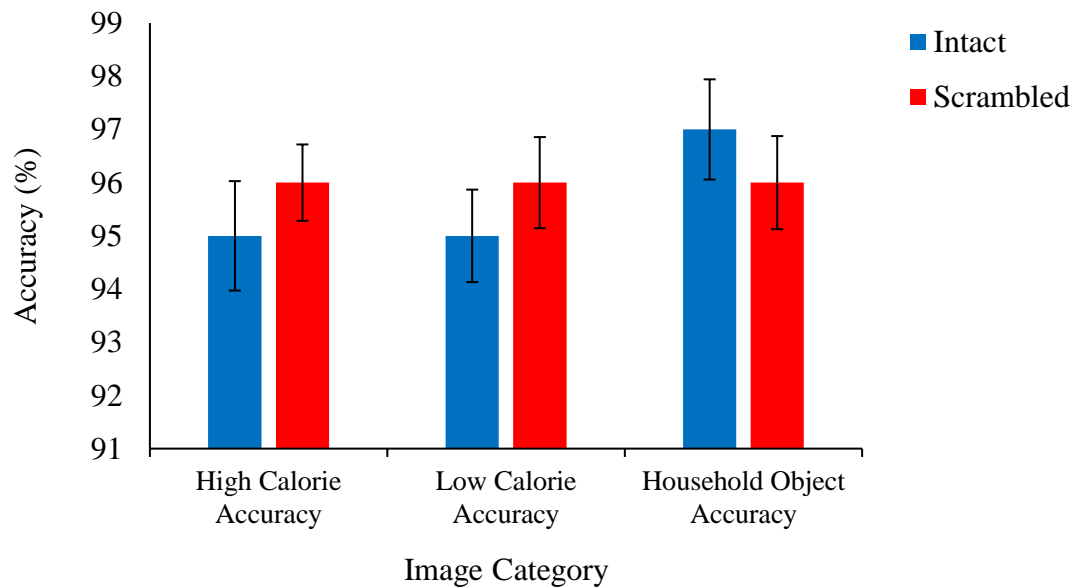 99
98
97
96
95
94
93
92
91
Accuracy (%)
Intact
Scrambled
High Calorie
Accuracy
Low Calorie
Accuracy
Household Object
Accuracy
Image Category